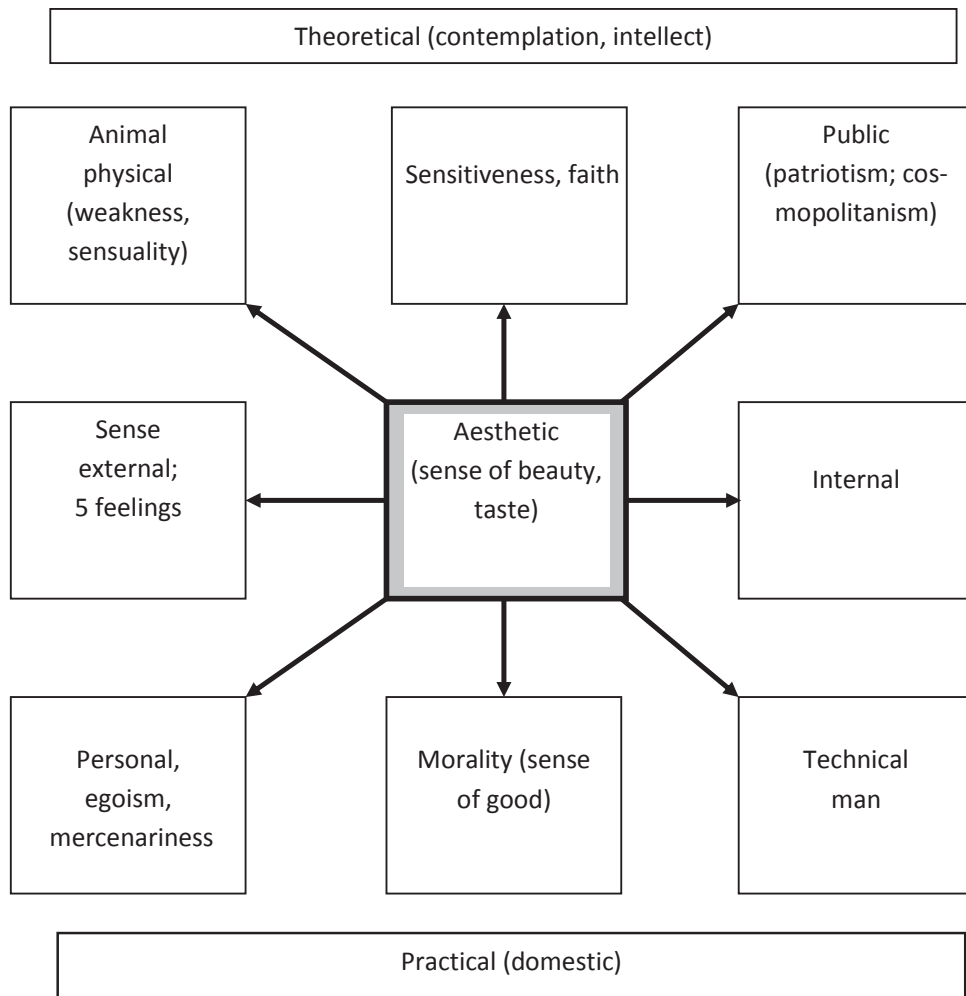 Theoretical (contemplation, intellect)
Animal
physical
(weakness,
sensuality)
Sensitiveness, faith
Public
(patriotism; cos-
mopolitanism)
Sense
external;
5 feelings
Aesthetic
(sense of beauty,
taste)
Internal
Personal,
egoism,
mercenariness
Morality (sense
of good)
Technical
man
Practical (domestic)